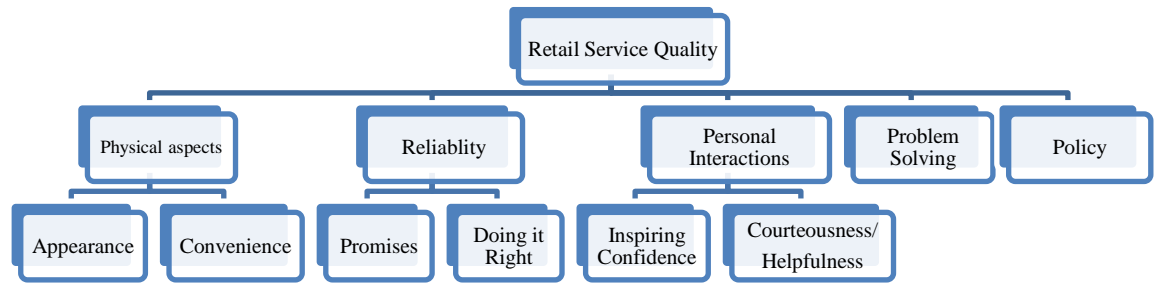 Retail Service Quality
Physical aspects
Reliablity
Personal
Interactions
Problem
Solving
Policy
Appearance
Convenience
Promises
Doing it
Right
Inspiring
Confidence
Courteousness/
Helpfulness